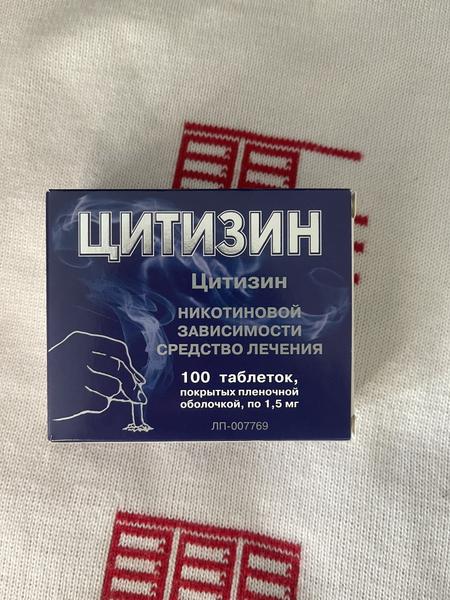 ЦИТИЗИН
Цитизин
НИКОТИНОВОЙ
ЗАВИСИМОСТИ
СРЕДСТВО ЛЕЧЕНИЯ
100 таблеток,
покрытых пленочной
оболочкой, по 1,5 мг
ЛП-007769